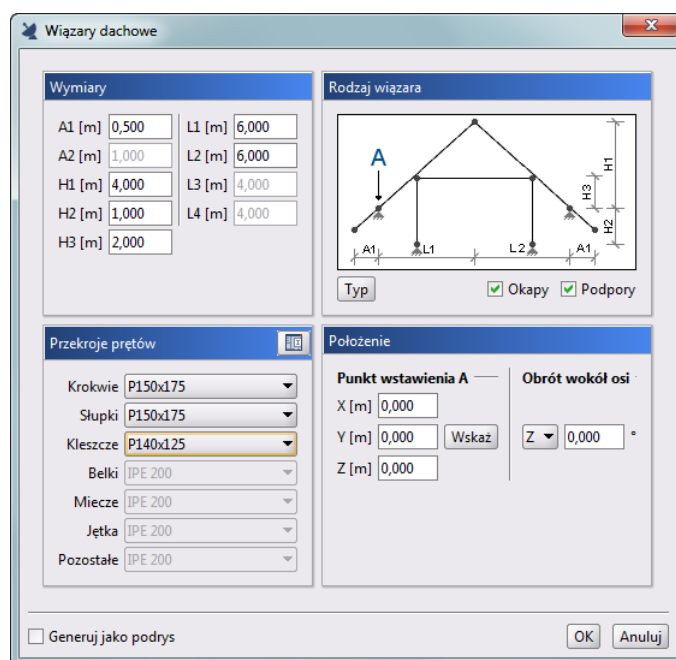 Wiązary dachowe
Wymiary
A1 [m] 0,500 L1 [m] 6,000
A2 [m] 1,000 L2 [m] 6,000
H1 [m] 4,000 L3 [m] 4,000
H2 [m] 1,000 L4 [m] 4,000
H3 [m] 2,000
Rodzaj wiązara
A
H1
H3
H2
A1 L1 L2 A1
Typ Okapy Podpory
Przekroje prętów
Krokwie P150x175
Słupki P150x175
Kleszcze P140x125
Belki IPE 200
Miecze IPE 200
Jętka IPE 200
Pozostałe IPE 200
Położenie
Punkt wstawienia A Obrót wokół osi
X [m] 0,000
Y [m] 0,000 Wskaż Z 0,000 °
Z [m] 0,000
Generuj jako podrys OK Anuluj